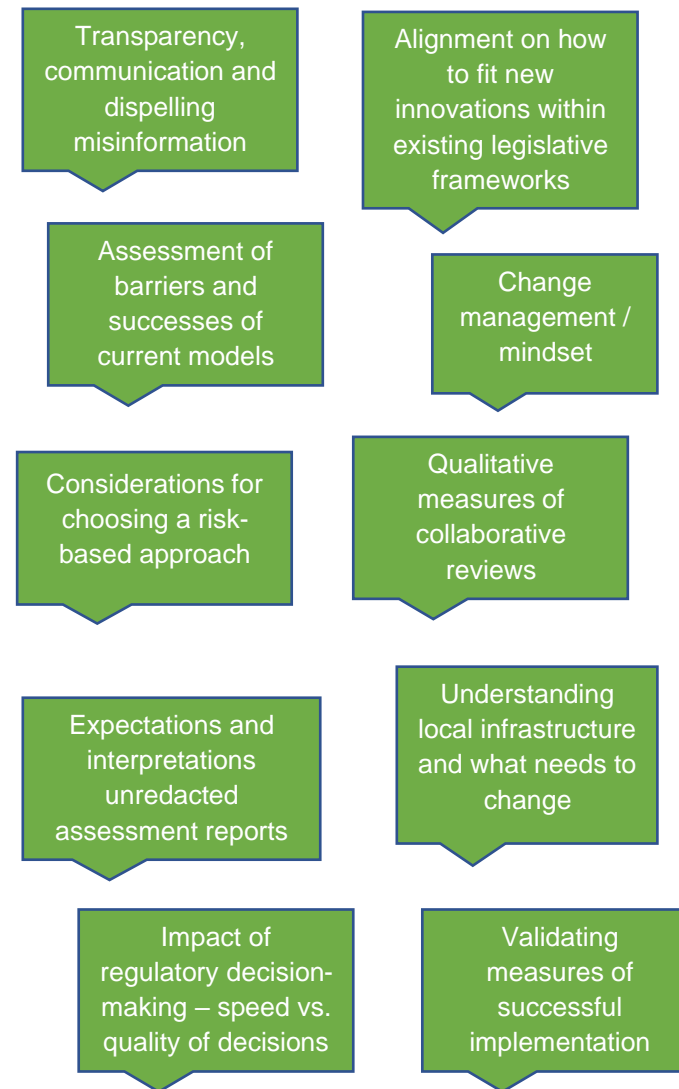 Transparency,
communication and
dispelling
misinformation
Alignment on how
to fit new
innovations within
existing legislative
frameworks
Assessment of
barriers and
successes of
current models
Change
management /
mindset
Considerations for
choosing a risk-
based approach
Qualitative
measures of
collaborative
reviews
Expectations and
interpretations
unredacted
assessment reports
Understanding
local infrastructure
and what needs to
change
Impact of
regulatory decision-
making – speed vs.
quality of decisions
Validating
measures of
successful
implementation